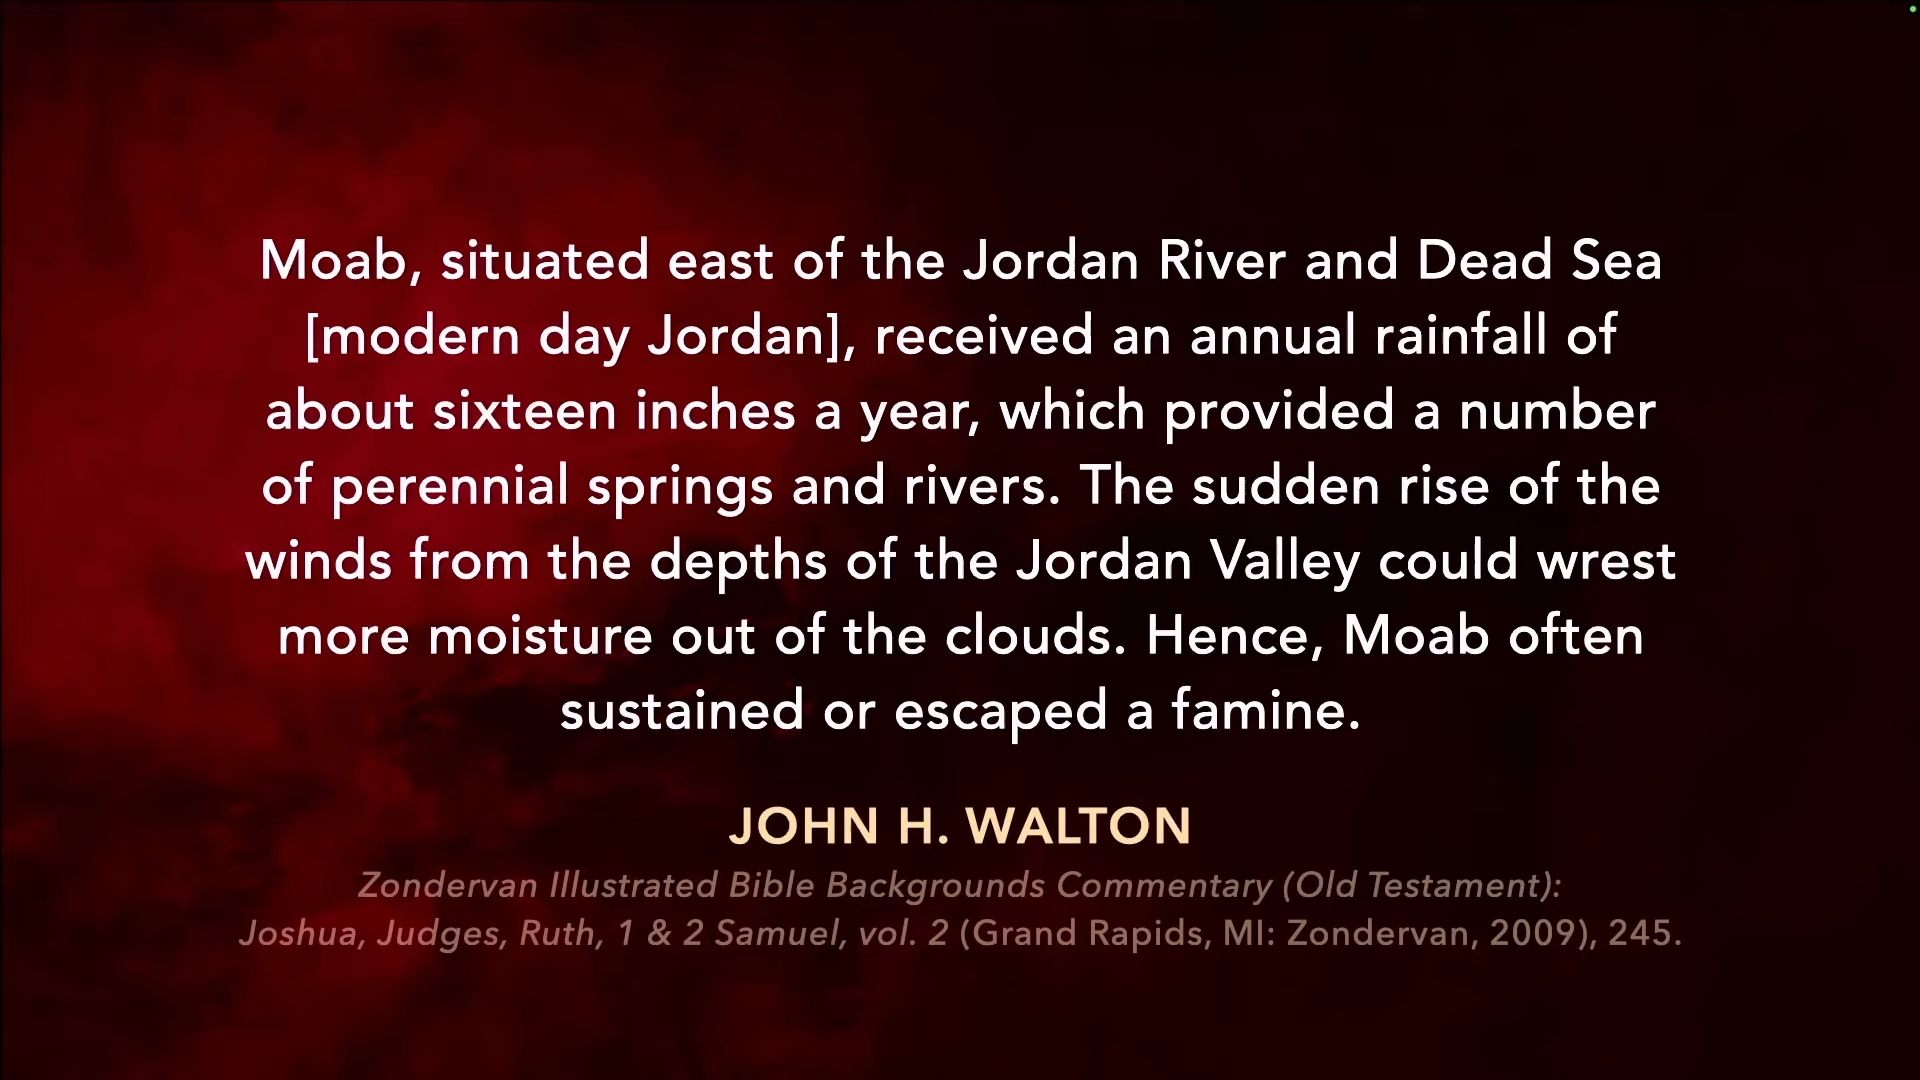 Moab, situated east of the Jordan River and Dead Sea
[modern day Jordan], received an annual rainfall of
about sixteen inches a year, which provided a number
of perennial springs and rivers. The sudden rise of the
winds from the depths of the Jordan Valley could wrest
more moisture out of the clouds. Hence, Moab often
sustained or escaped a famine.
JOHN H. WALTON
Zondervan Illustrated Bible Backgrounds Commentary (Old Testament):
Joshua, Judges, Ruth, 1 & 2 Samuel, vol. 2 (Grand Rapids, MI: Zondervan, 2009), 245.